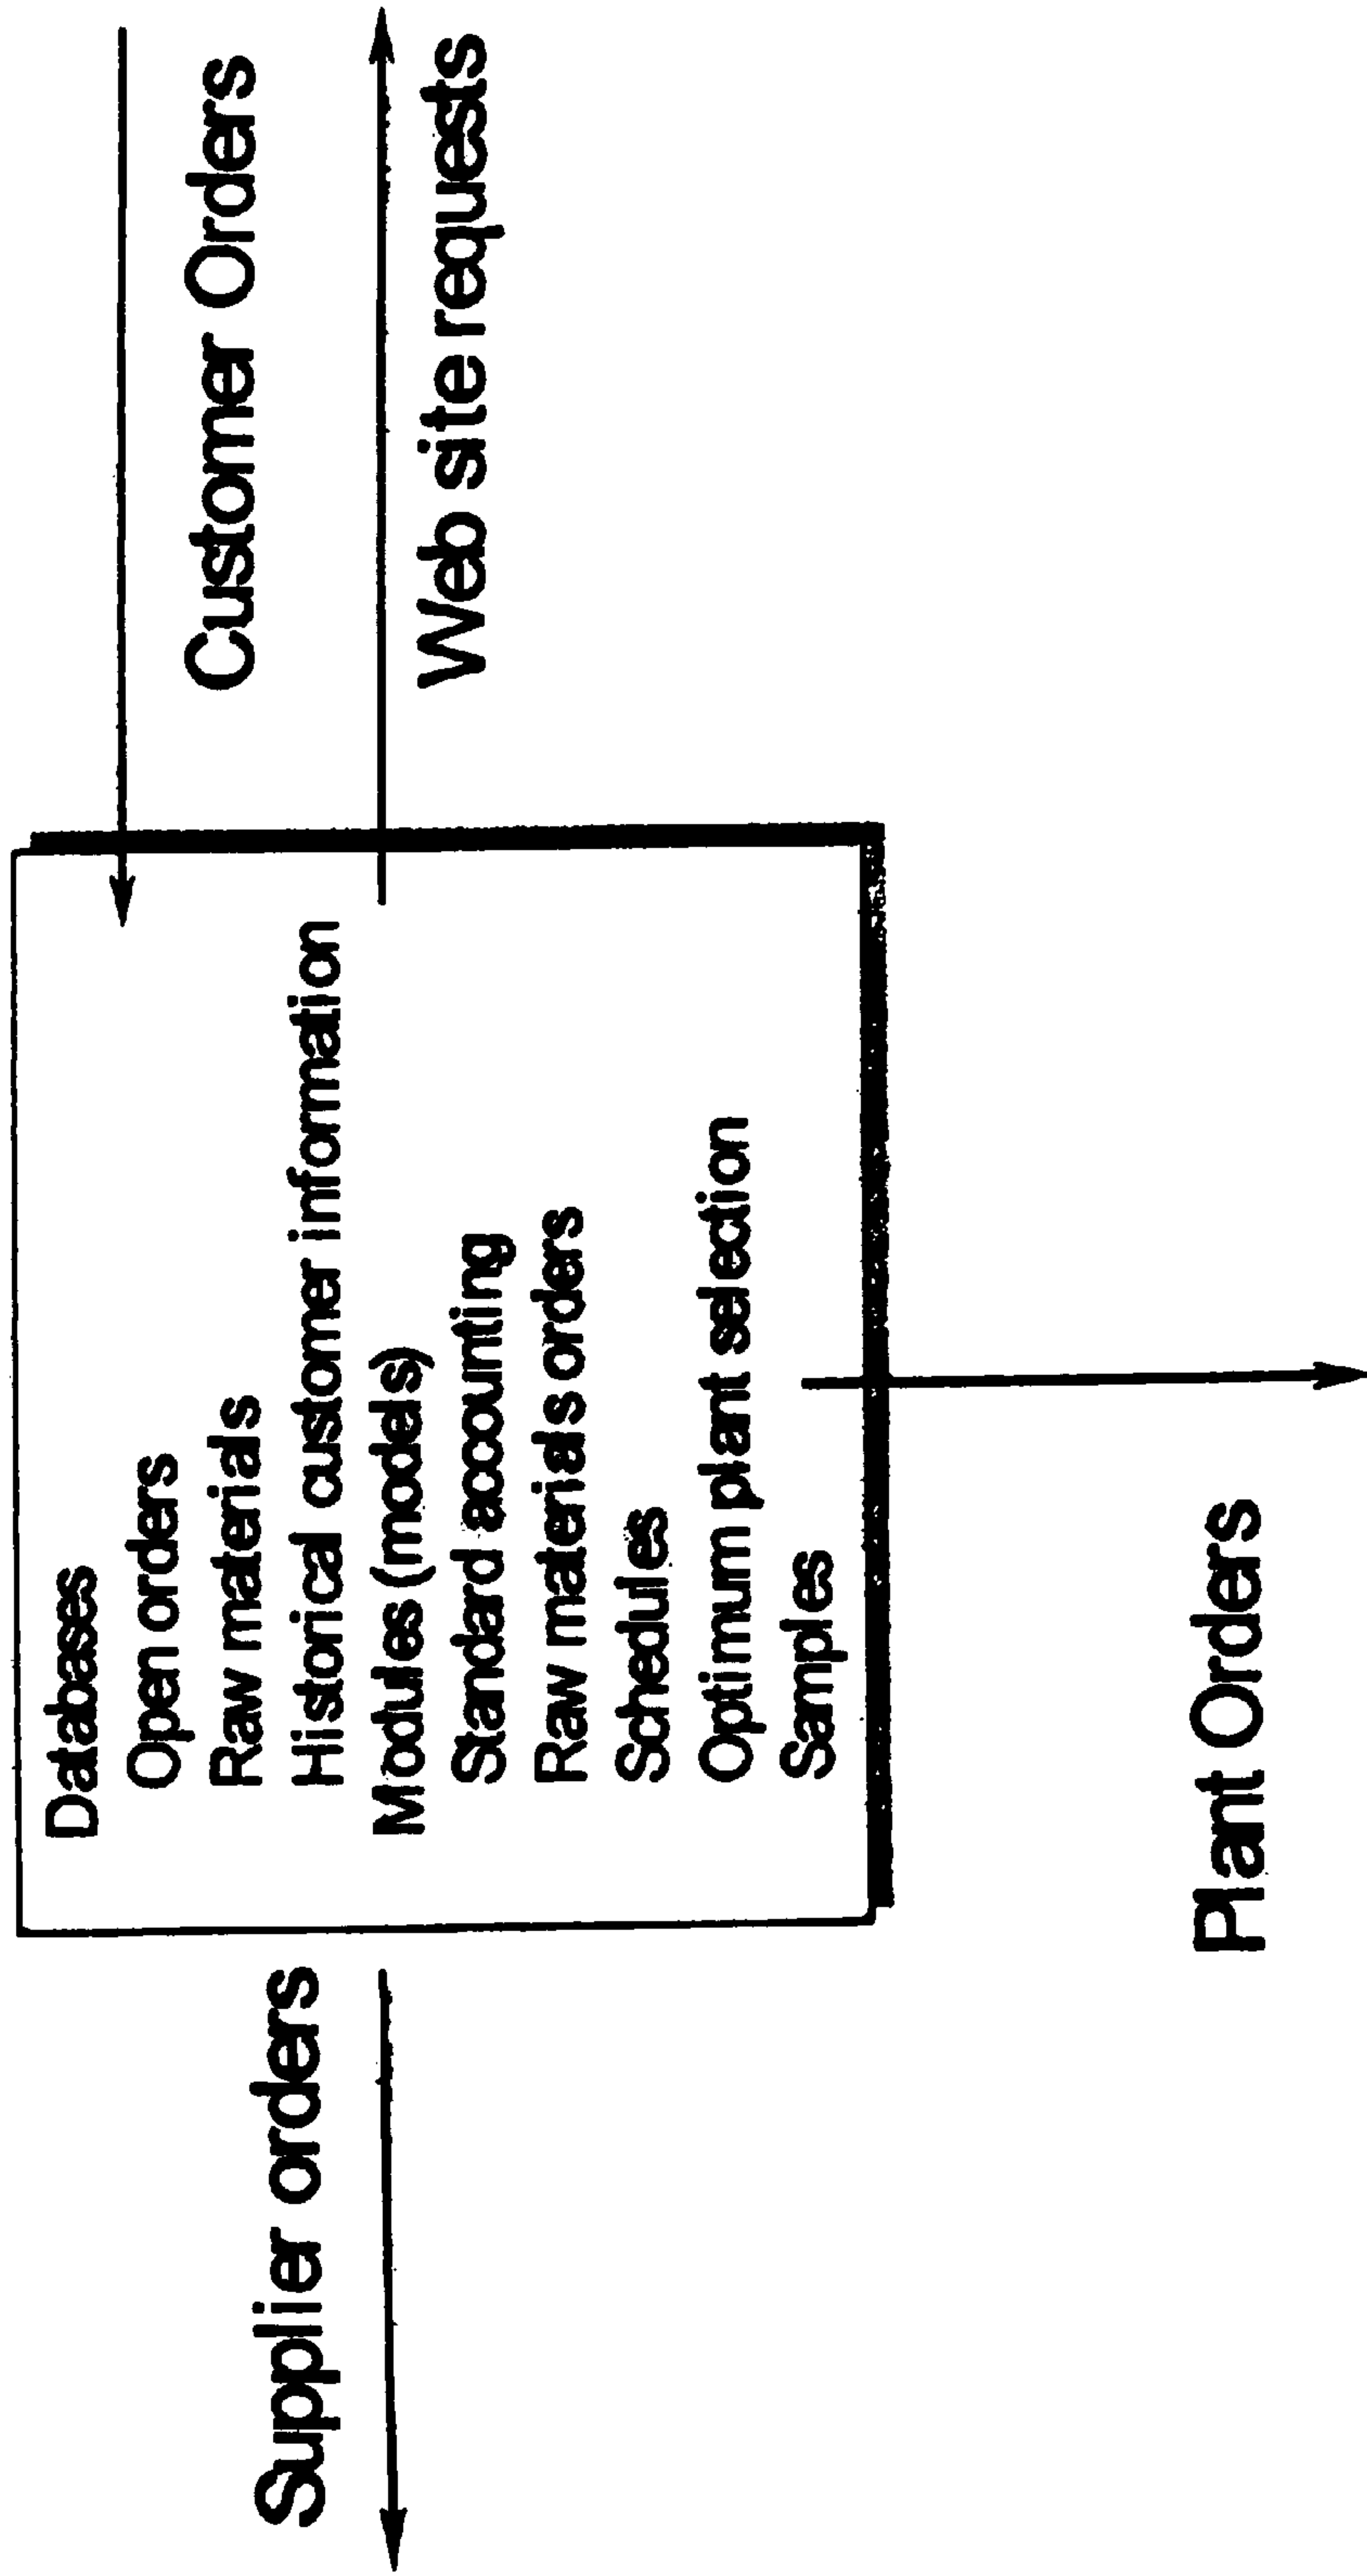 Supplier orders
Databases
Open orders
Raw materials
Historical customer information
Modules (models)
Standard accounting
Raw materials orders
Schedules
Optimum plant selection
Samples
Customer Orders
Web site requests
Plant Orders